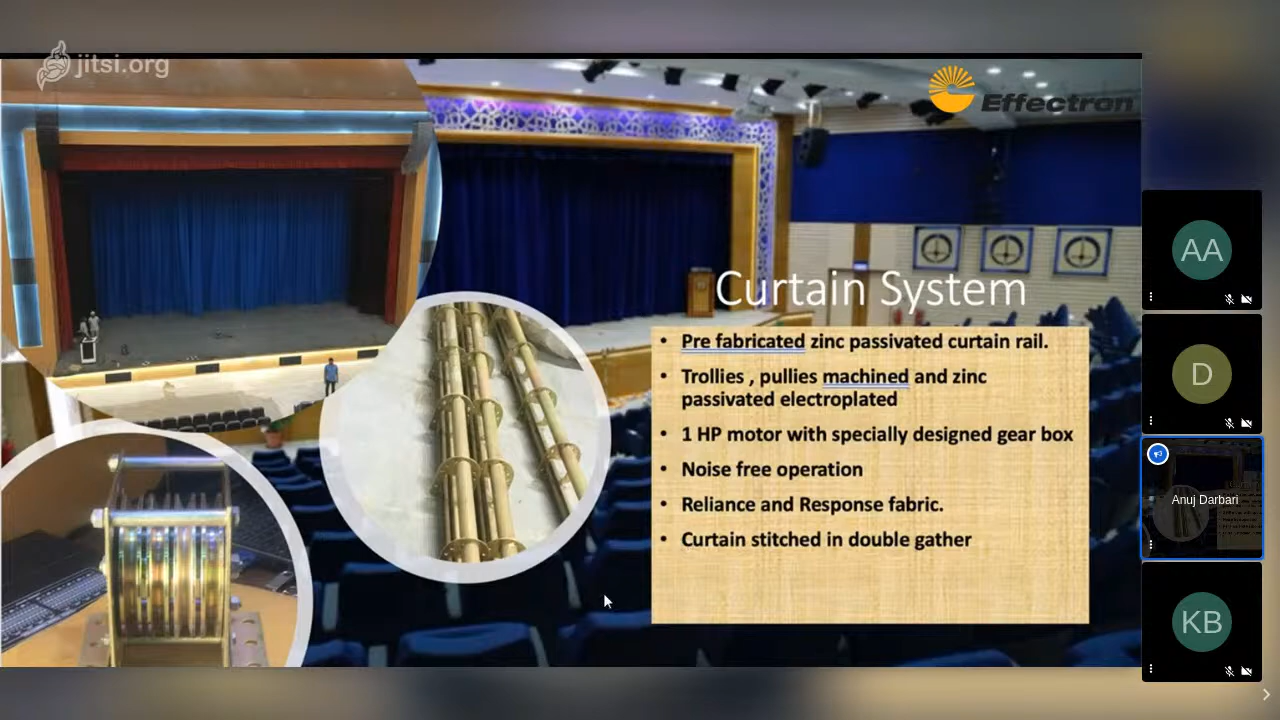 jitsi.org
Effectron
Curtain System
• Pre fabricated zinc passivated curtain rail.
• Trollies , pullies machined and zinc
passivated electroplated
• 1 HP motor with specially designed gear box
• Noise free operation
• Reliance and Response fabric.
• Curtain stitched in double gather
AA
D
Anuj Darbari
KB